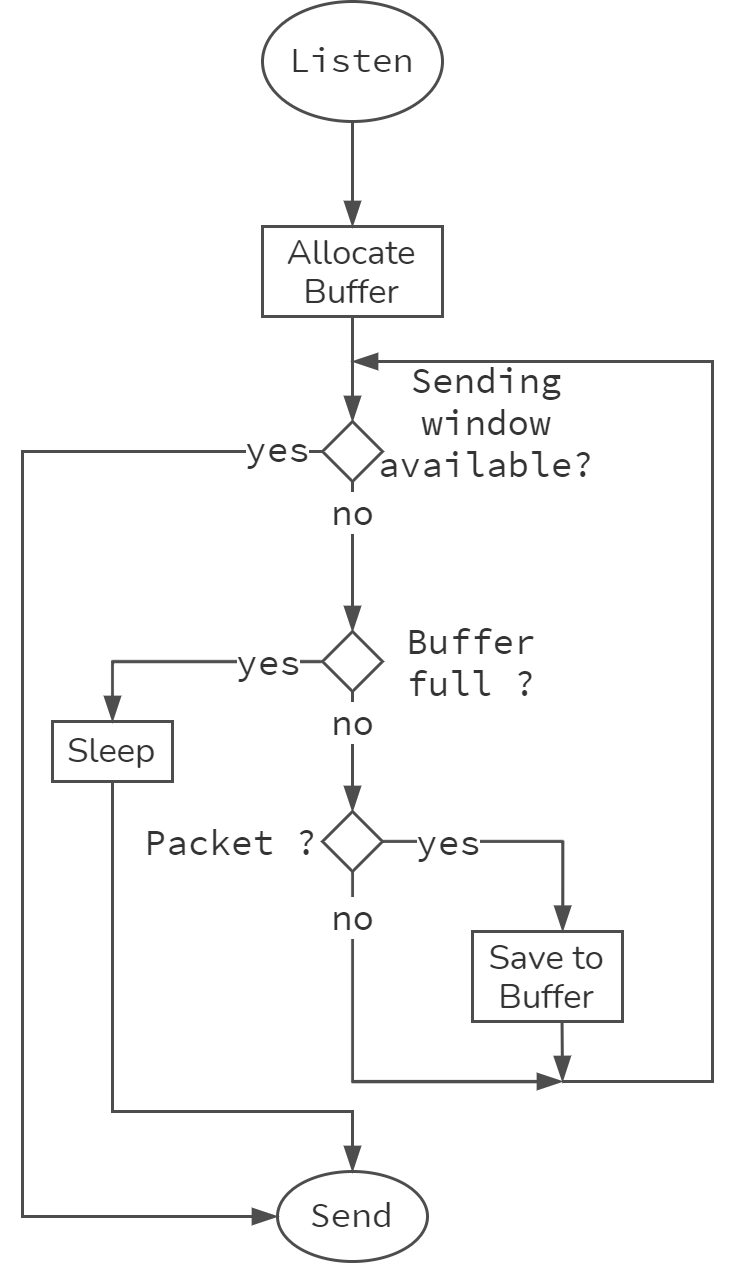 Listen
Allocate
Buffer
Sending
window
available?
yes
no
Buffer
full ?
yes
no
Sleep
Packet ?
yes
no
Save to
Buffer
Send